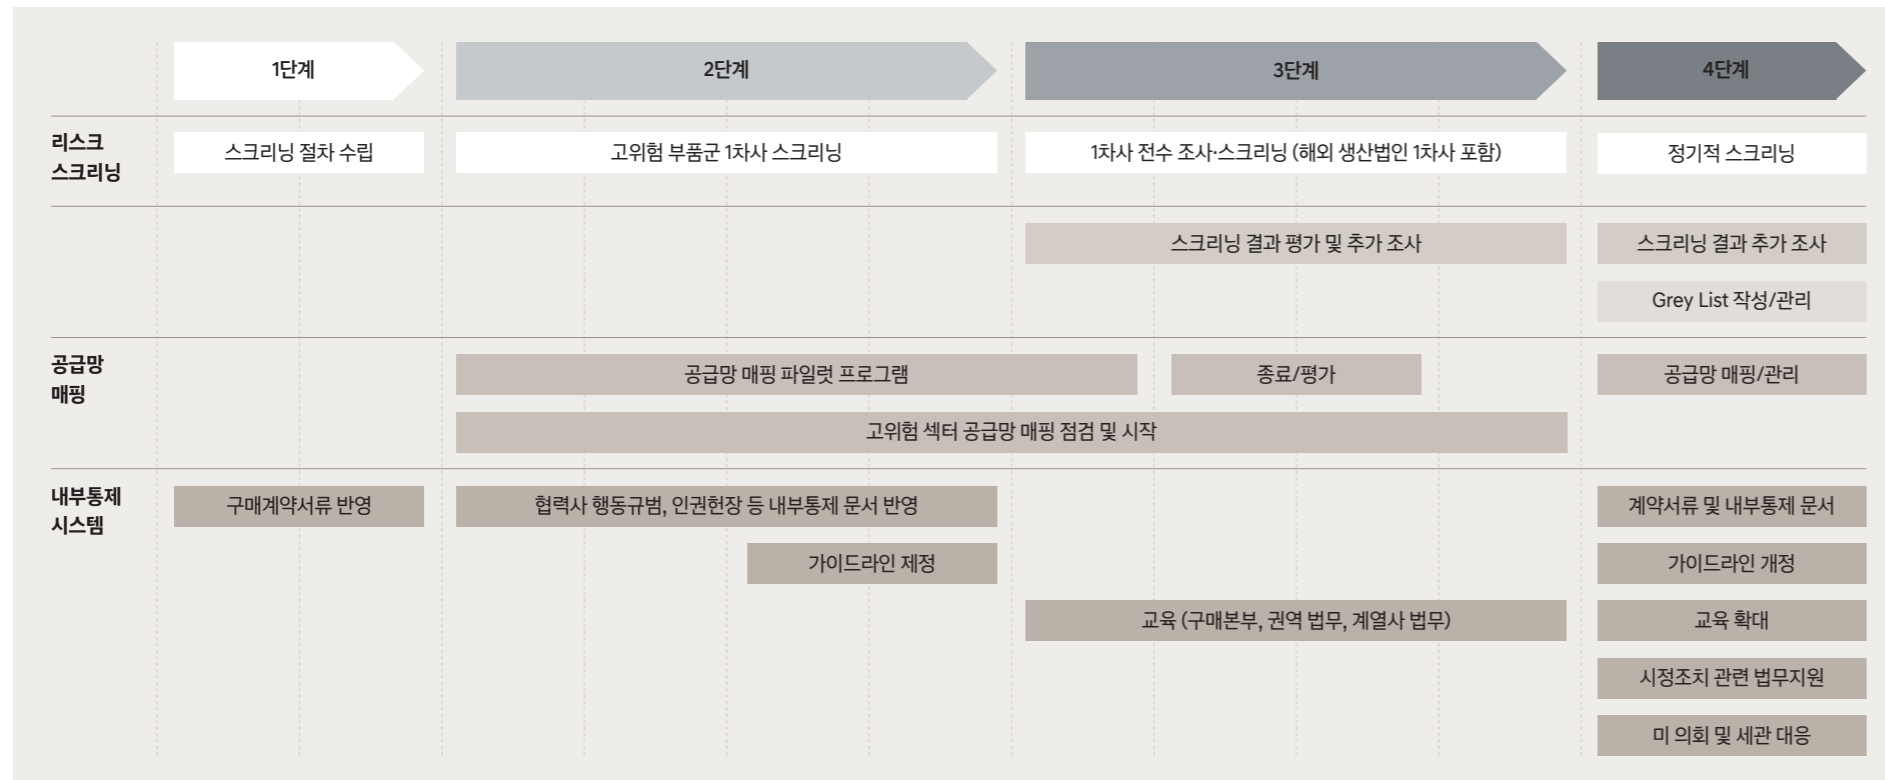 1단계
2단계
3단계
4단계
리스크
스크리닝
스크리닝 절차 수립
고위험 부품군 1차사 스크리닝
1차사 전수 조사·스크리닝 (해외 생산법인 1차사 포함)
정기적 스크리닝
스크리닝 결과 평가 및 추가 조사
스크리닝 결과 추가 조사
Grey List 작성/관리
공급망
매핑
공급망 매핑 파일럿 프로그램
종료/평가
공급망 매핑/관리
고위험 섹터 공급망 매핑 점검 및 시작
내부통제
시스템
구매계약서류 반영
협력사 행동규범, 인권헌장 등 내부통제 문서 반영
계약서류 및 내부통제 문서
가이드라인 제정
가이드라인 개정
교육 (구매본부, 권역 법무, 계열사 법무)
교육 확대
시정조치 관련 법무지원
미 의회 및 세관 대응